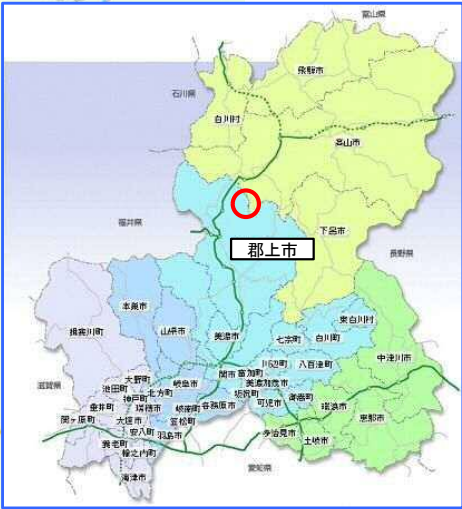 富山県
飛騨市
石川県
白川村
高山市
福井県
下呂市
郡上市
長野県
東白川村
本巣市
揖斐川町
山県市
美濃市
七宗町
白川町
中津川市
川辺町
八百津町
滋賀県
大野町
関市
富加町
池田町
岐阜市
美濃加茂市
北方町
神戸町
坂祝町
御嵩町
垂井町
瑞穂市
岐南町
各務原市
可児市
瑞浪市
恵那市
関ヶ原町
大垣市
笠松町
安八町
羽島市
多治見市
土岐市
養老町
輪之内町
愛知県
海津市